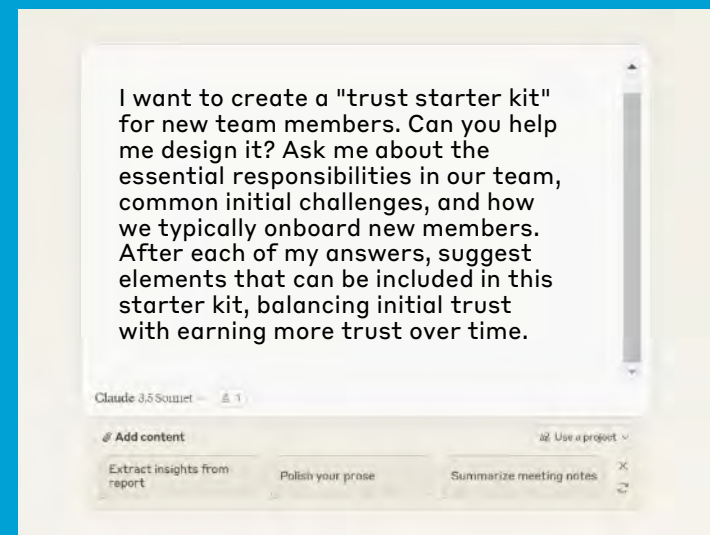 I want to create a "trust starter kit"
for new team members. Can you help
me design it? Ask me about the
essential responsibilities in our team,
common initial challenges, and how
we typically onboard new members.
After each of my answers, suggest
elements that can be included in this
starter kit, balancing initial trust
with earning more trust over time.
Claude 3.5 Sonnet
1
Add content
Use a project
Extract insights from
report
Polish your prose
Summarize meeting notes